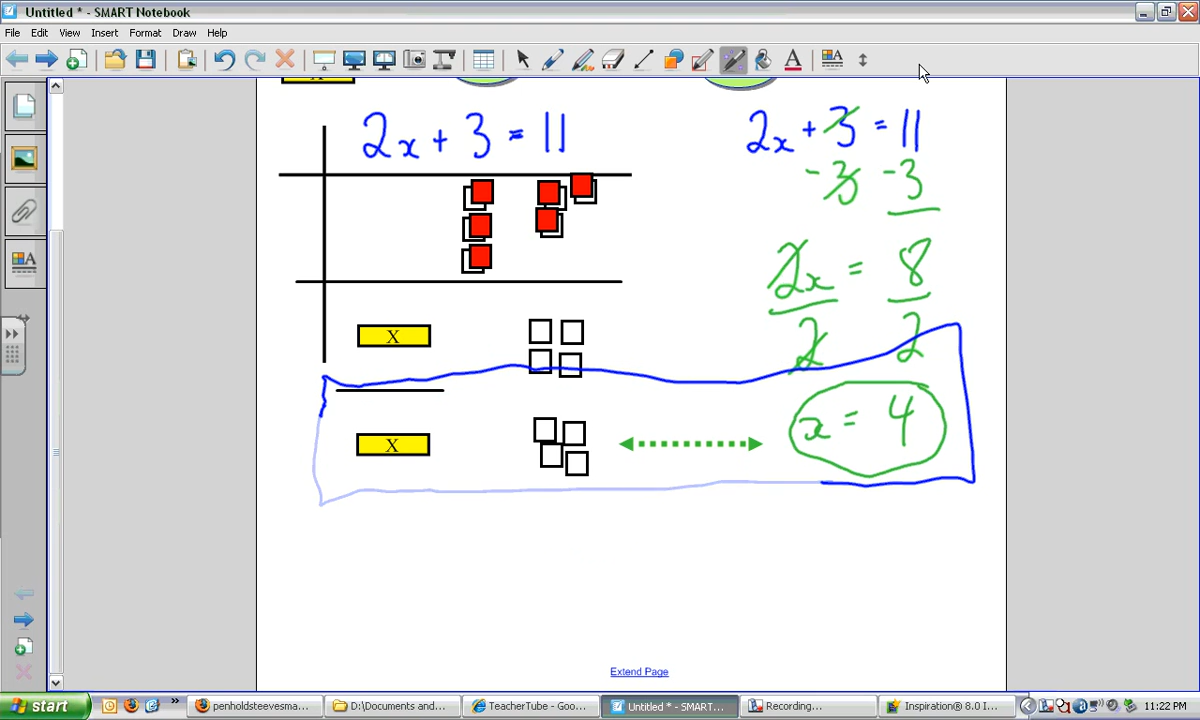 Untitled * - SMART Notebook
File Edit View Insert Format Draw Help
2x + 3 = 11
2x + 3 = 11
- 3 - 3
2x = 8
2 2
X
X
x = 4
Extend Page
start
penholdsteevesma...
D:\Documents and...
TeacherTube - Goo...
Untitled * - SMART...
Recording...
Inspiration® 8.0 I...
11:22 PM